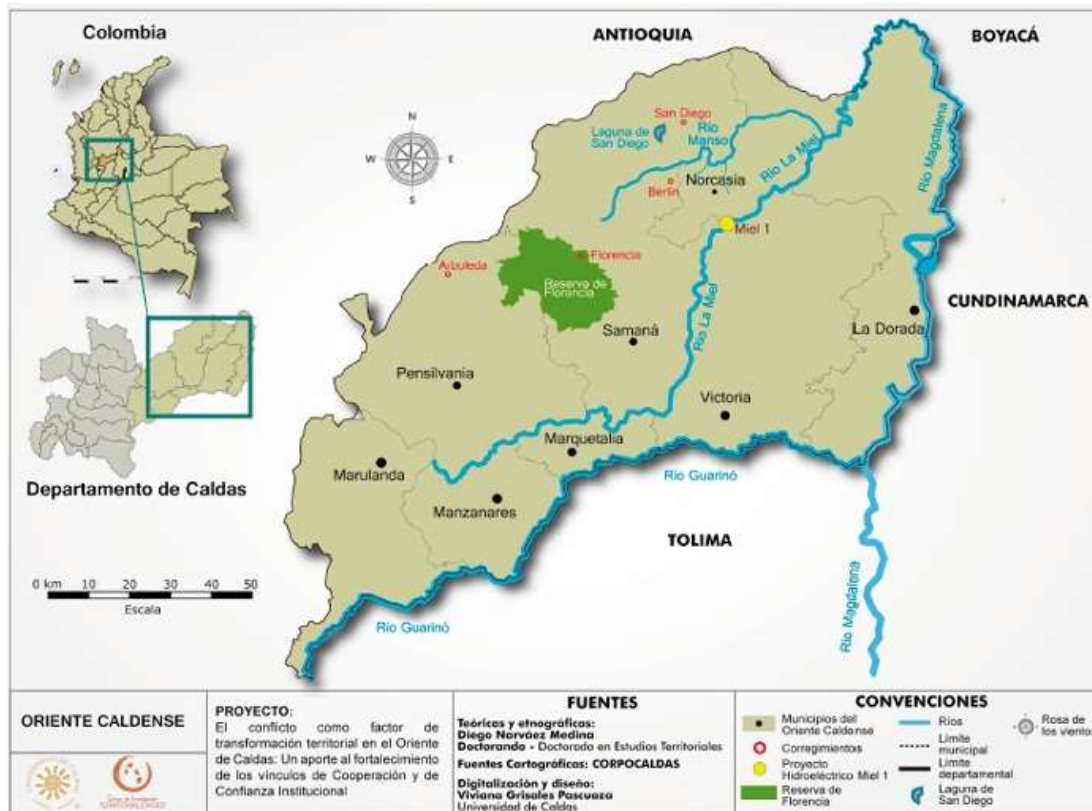 Colombia
ANTIOQUIA
BOYACÁ
N
W
E
S
San Diego
Laguna de
San Diego
Río
Manso
Río La Miel
Norcasia
Río Magdalena
Berlín
Miel 1
Arbuleda
Florencia
Reserva de
Florencia
Río La Miel
CUNDINAMARCA
La Dorada
Samaná
Pensilvania
Victoria
Marquetalia
Marulanda
Río Guarinó
Departamento de Caldas
Manzanares
TOLIMA
0 km 10 20 30 40 50
Escala
Río Guarinó
Río Magdalena
ORIENTE CALDENSE
PROYECTO:
El conflicto como factor de
transformación territorial en el Oriente
de Caldas: Un aporte al fortalecimiento
de los vínculos de Cooperación y de
Confianza Institucional
FUENTES
Teóricas y etnográficas:
Diego Narváez Medina
Doctorando - Doctorado en Estudios Territoriales
Fuentes Cartográficas: CORPOCALDAS
Digitalización y diseño:
Viviana Grisales Pascuaza
Universidad de Caldas
CONVENCIONES
Municipios del
Oriente Caldense
Corregimientos
Proyecto
Hidroeléctrico Miel 1
Reserva de
Florencia
Ríos
Límite
municipal
Límite
departamental
Laguna de
San Diego
Rosa de
los vientos